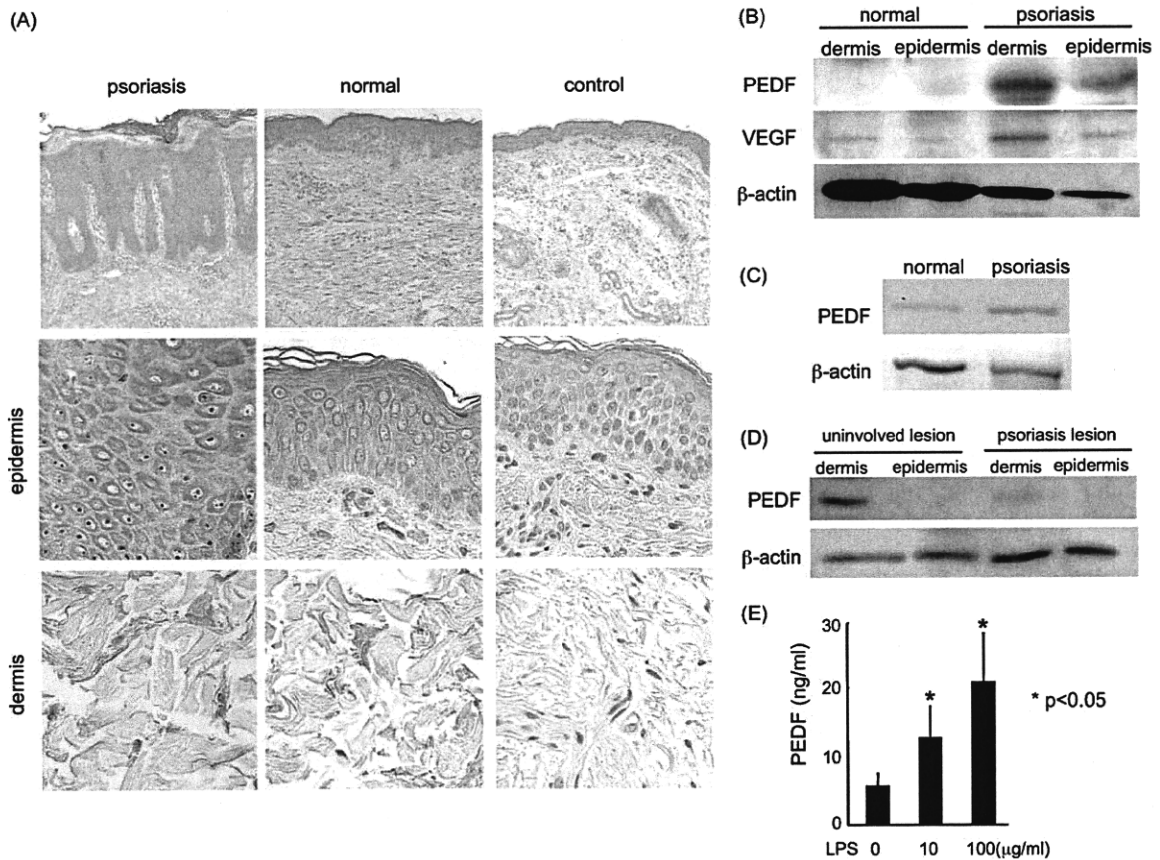 (A)
psoriasis normal control
epidermis
dermis
(B)
normal psoriasis
dermis epidermis dermis epidermis
PEDF
VEGF
β-actin
(C)
normal psoriasis
PEDF
β-actin
(D)
uninvolved lesion psoriasis lesion
dermis epidermis dermis epidermis
PEDF
β-actin
(E)
PEDF (ng/ml)
30
20
10
0
*
*
* p<0.05
LPS 0 10 100(μg/ml)